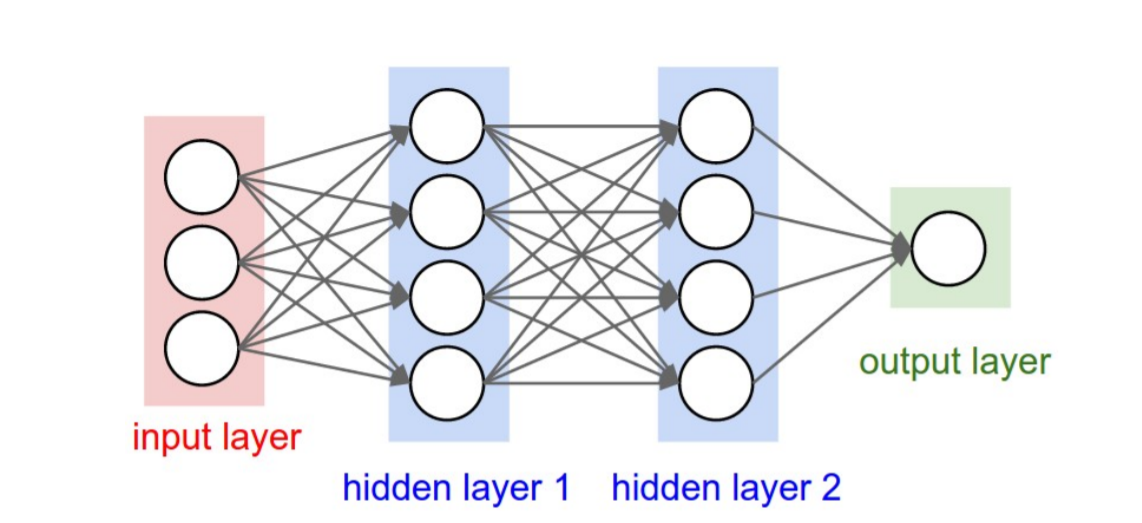 output layer
input layer
hidden layer 1
hidden layer 2